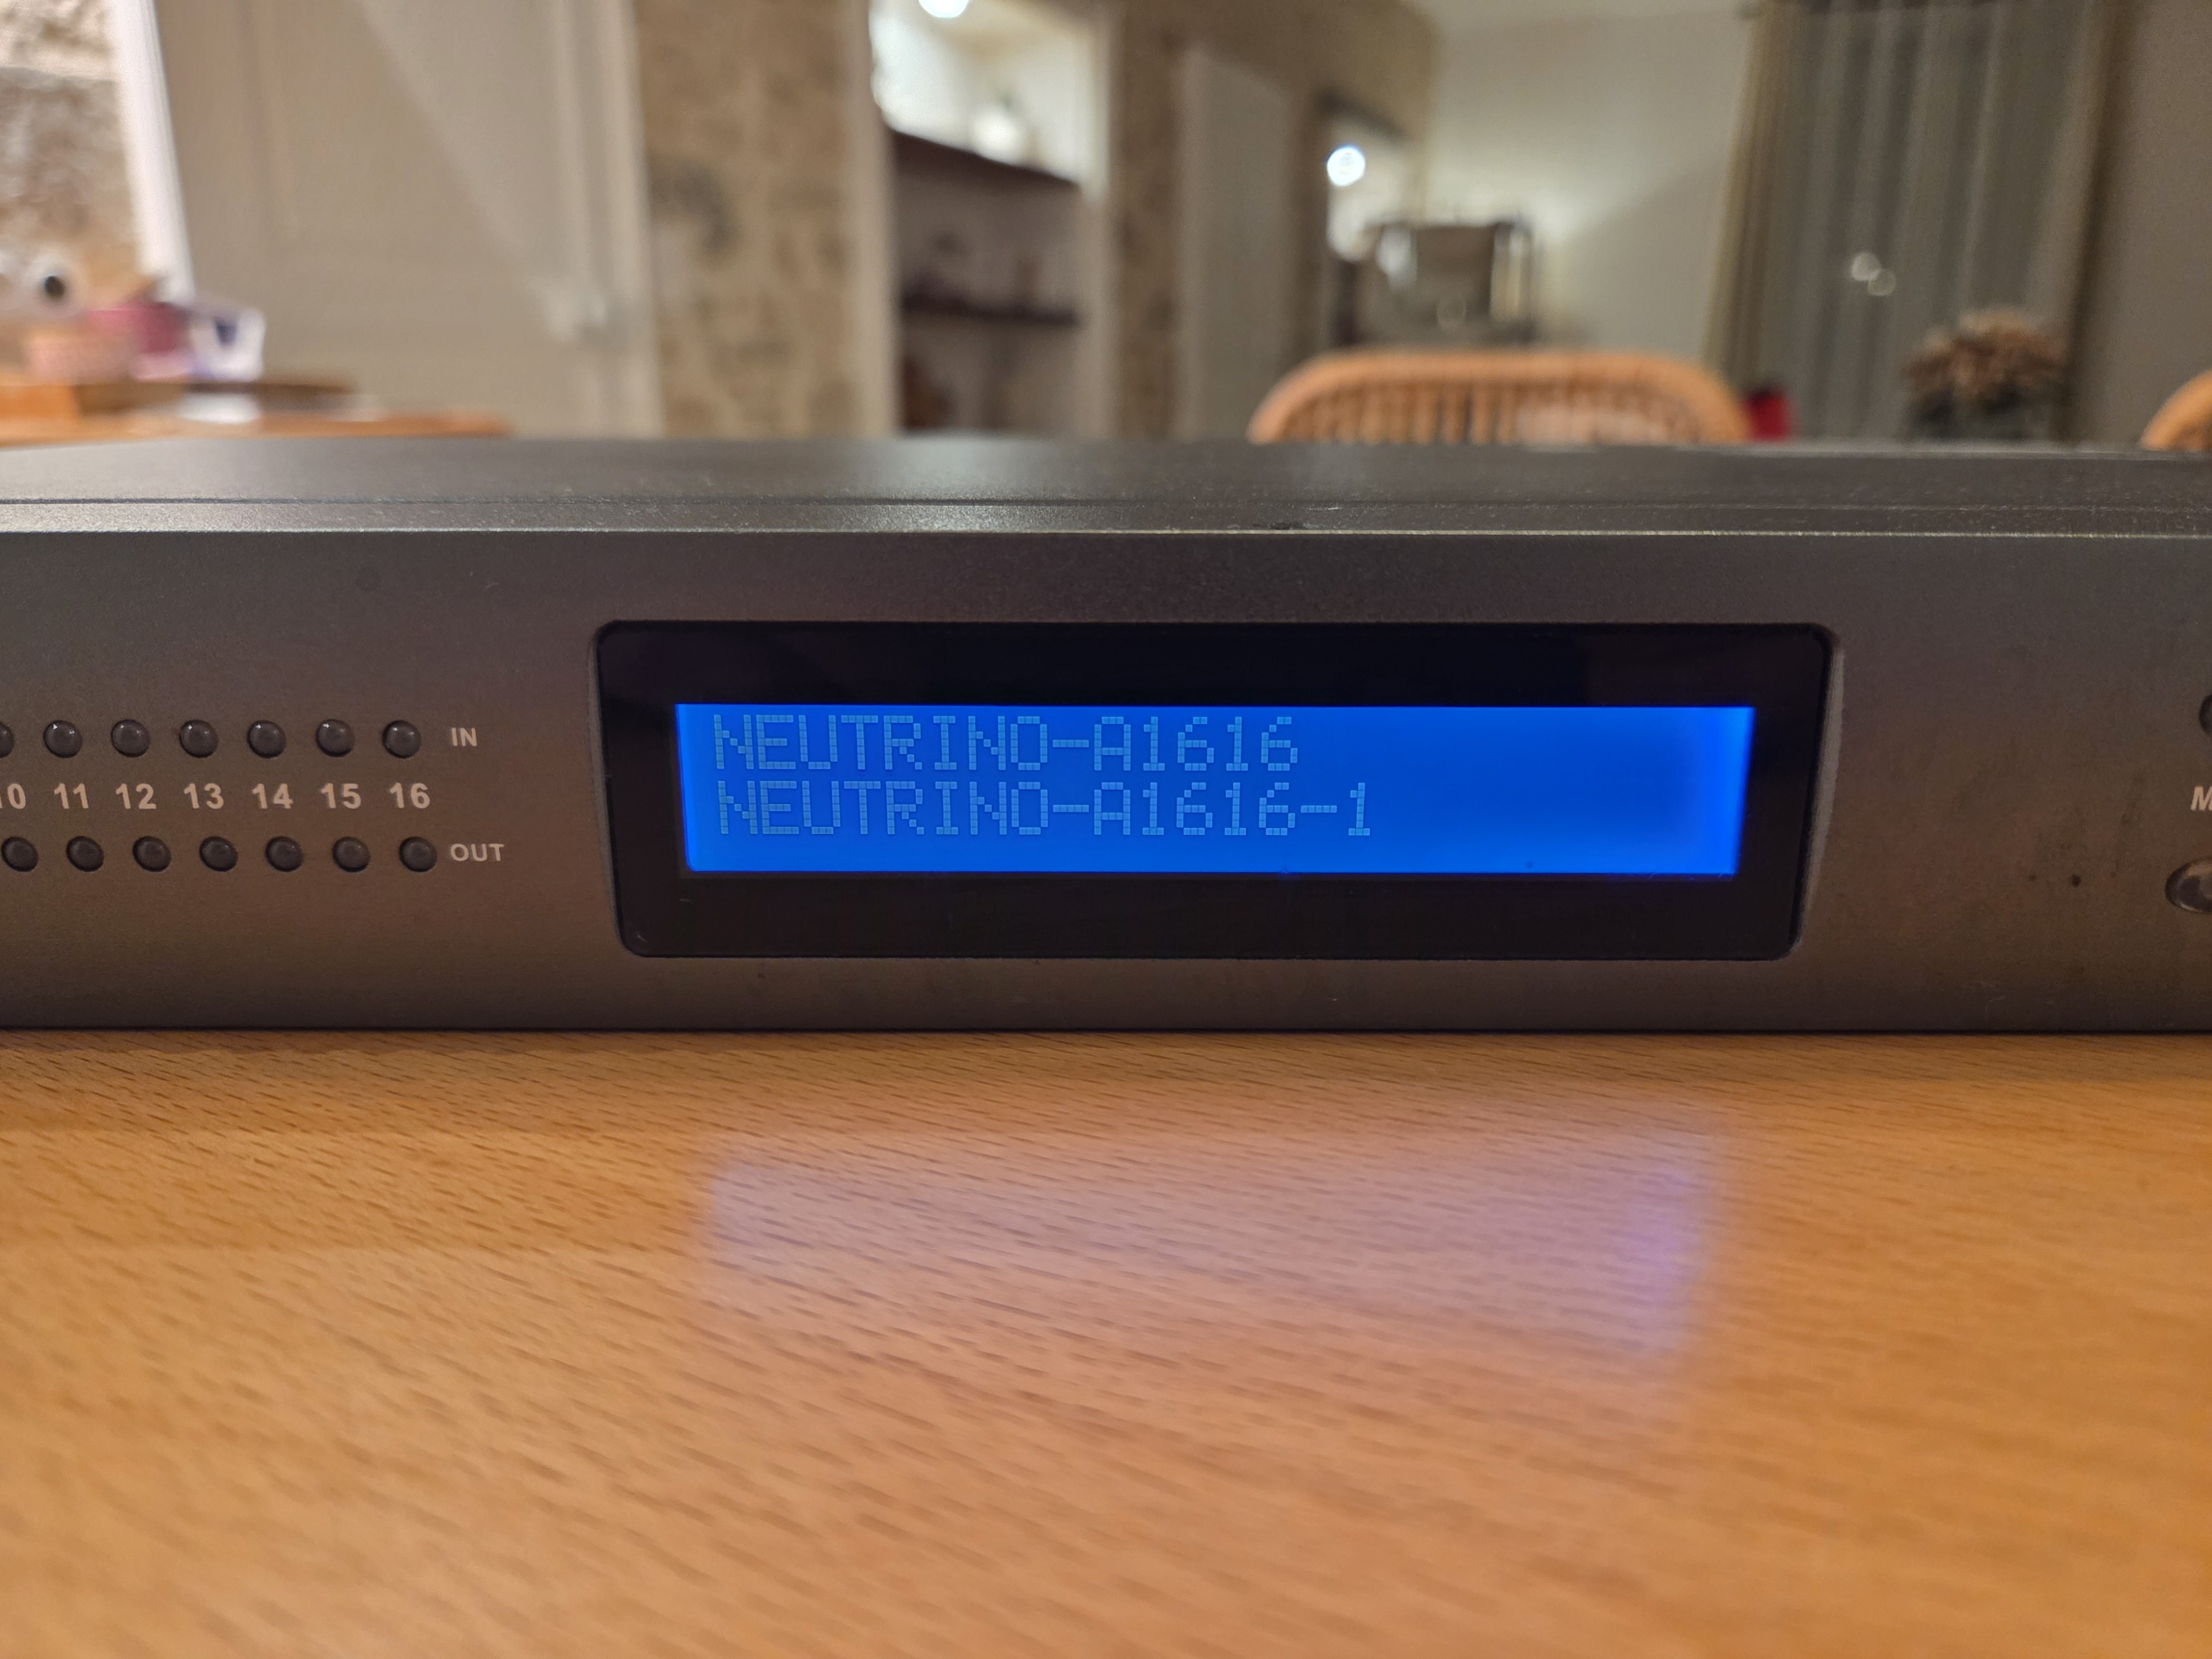 NEUTRINO-A1616
NEUTRINO-A1616-1
IN
11 12 13 14 15 16
OUT